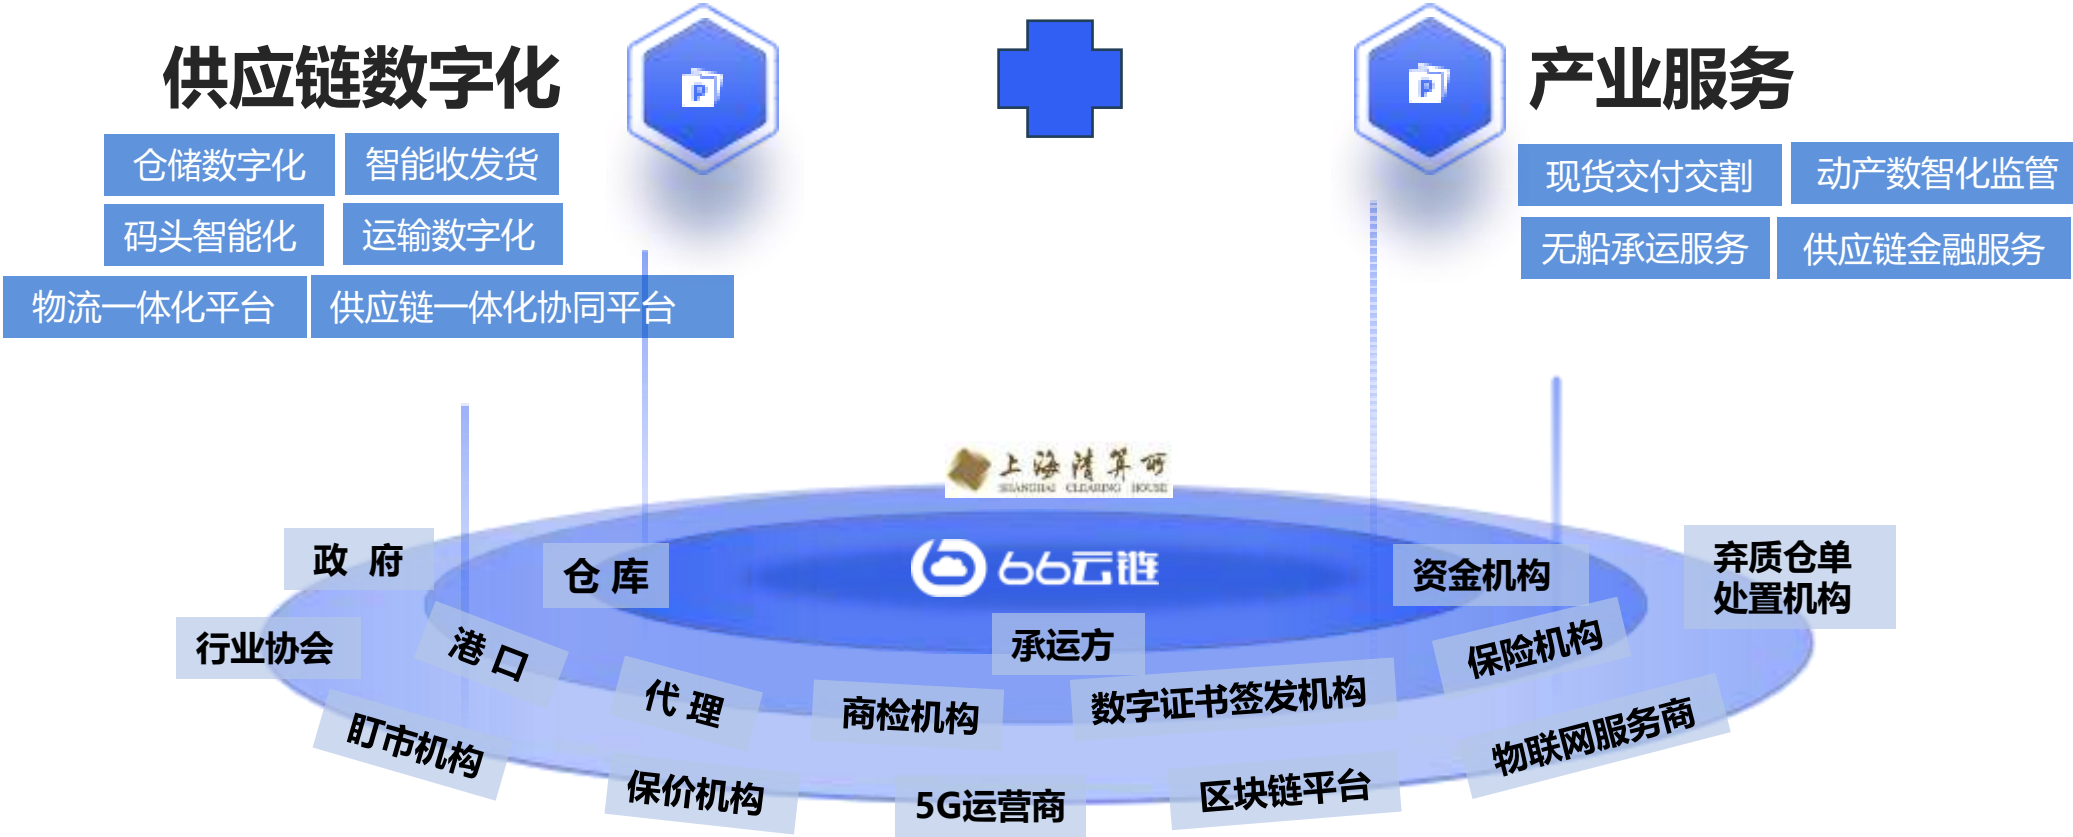 供应链数字化
产业服务
仓储数字化
智能收发货
码头智能化
运输数字化
物流一体化平台
供应链一体化协同平台
现货交付交割
动产数智化监管
无船承运服务
供应链金融服务
上海清算所
SHANGHAI CLEARING HOUSE
66云链
政 府
仓 库
资金机构
弃质仓单
处置机构
行业协会
港 口
承运方
保险机构
代 理
商检机构
数字证书签发机构
盯市机构
保价机构
5G运营商
区块链平台
物联网服务商
P
P